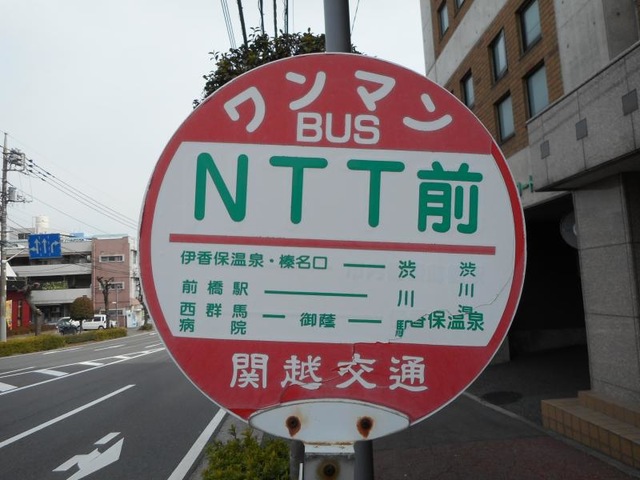 ワンマン
BUS
NTT前
伊香保温泉・榛名口 ― 渋川駅
前橋駅 ― 渋川温
西群馬病院 ― 御蔭 ― 香保温泉
関越交通